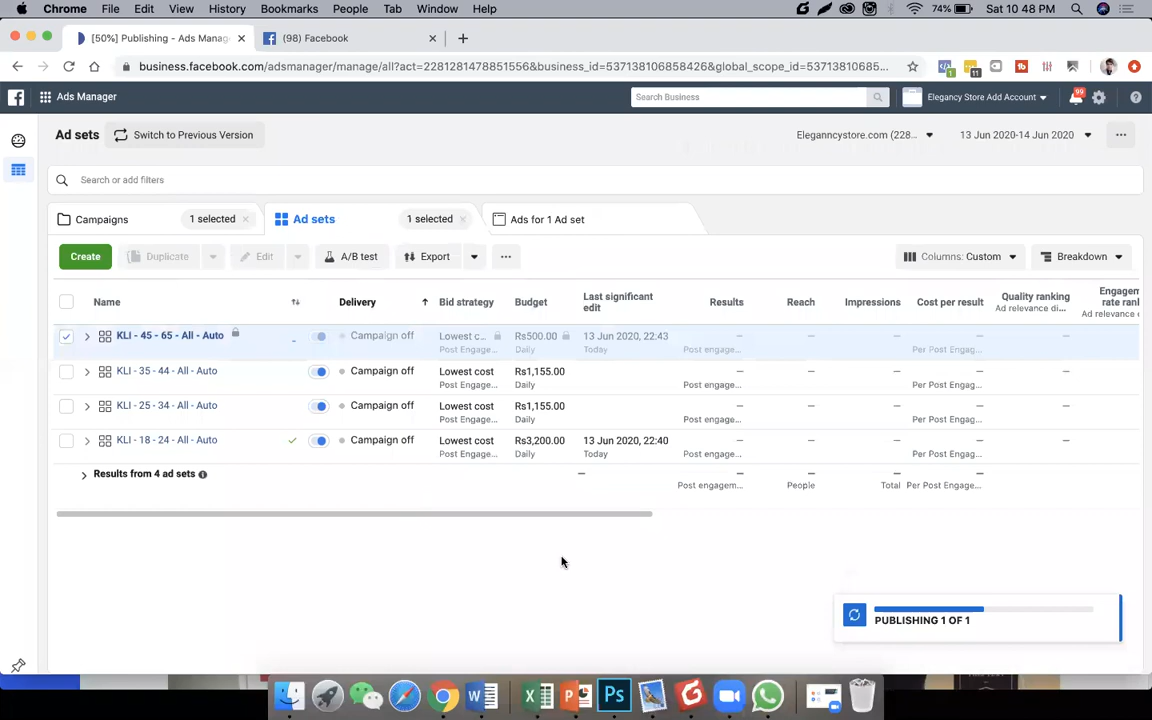 Chrome File Edit View History Bookmarks People Tab Window Help 74% Sat 10:48 PM
[50%] Publishing - Ads Manag (98) Facebook
business.facebook.com/adsmanager/manage/all?act=2281281478851556&business_id=537138106858426&global_scope_id=53713810685...
Ads Manager Search Business Elegancy Store Add Account 99
Ad sets Switch to Previous Version Eleganncystore.com (228... 13 Jun 2020-14 Jun 2020
Search or add filters
Campaigns 1 selected Ad sets 1 selected Ads for 1 Ad set
Create Duplicate Edit A/B test Export Columns: Custom Breakdown
Name Delivery Bid strategy Budget Last significant edit Results Reach Impressions Cost per result Quality ranking Ad relevance di... Engagem rate rank Ad relevance
KLI - 45 - 65 - All - Auto Campaign off Lowest c... Rs500.00 13 Jun 2020, 22:43 — — — — —
Post Engage... Daily Today Post engage... Per Post Engag...
KLI - 35 - 44 - All - Auto Campaign off Lowest cost Rs1,155.00 — — — — —
Post Engage... Daily Post engage... Per Post Engag...
KLI - 25 - 34 - All - Auto Campaign off Lowest cost Rs1,155.00 — — — — —
Post Engage... Daily Post engage... Per Post Engag...
KLI - 18 - 24 - All - Auto Campaign off Lowest cost Rs3,200.00 13 Jun 2020, 22:40 — — — — —
Post Engage... Daily Today Post engage... Per Post Engag...
Results from 4 ad sets — — — — —
Post engagem... People Total Per Post Engage...
PUBLISHING 1 OF 1